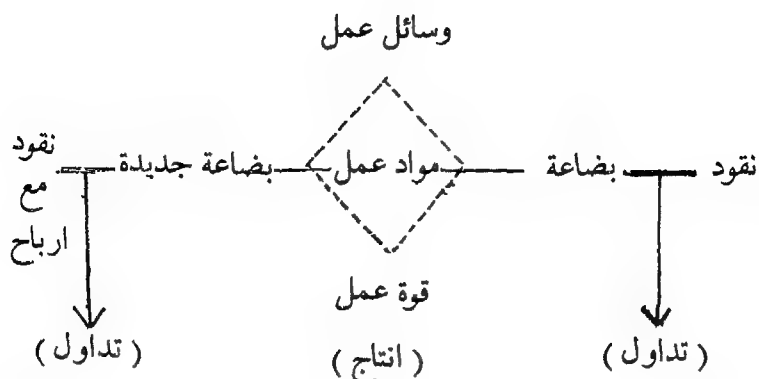 وسائل عمل
نقود بضاعة مواد عمل بضاعة جديدة نقود
مع
ارباح
قوة عمل
(تداول) (انتاج) (تداول)